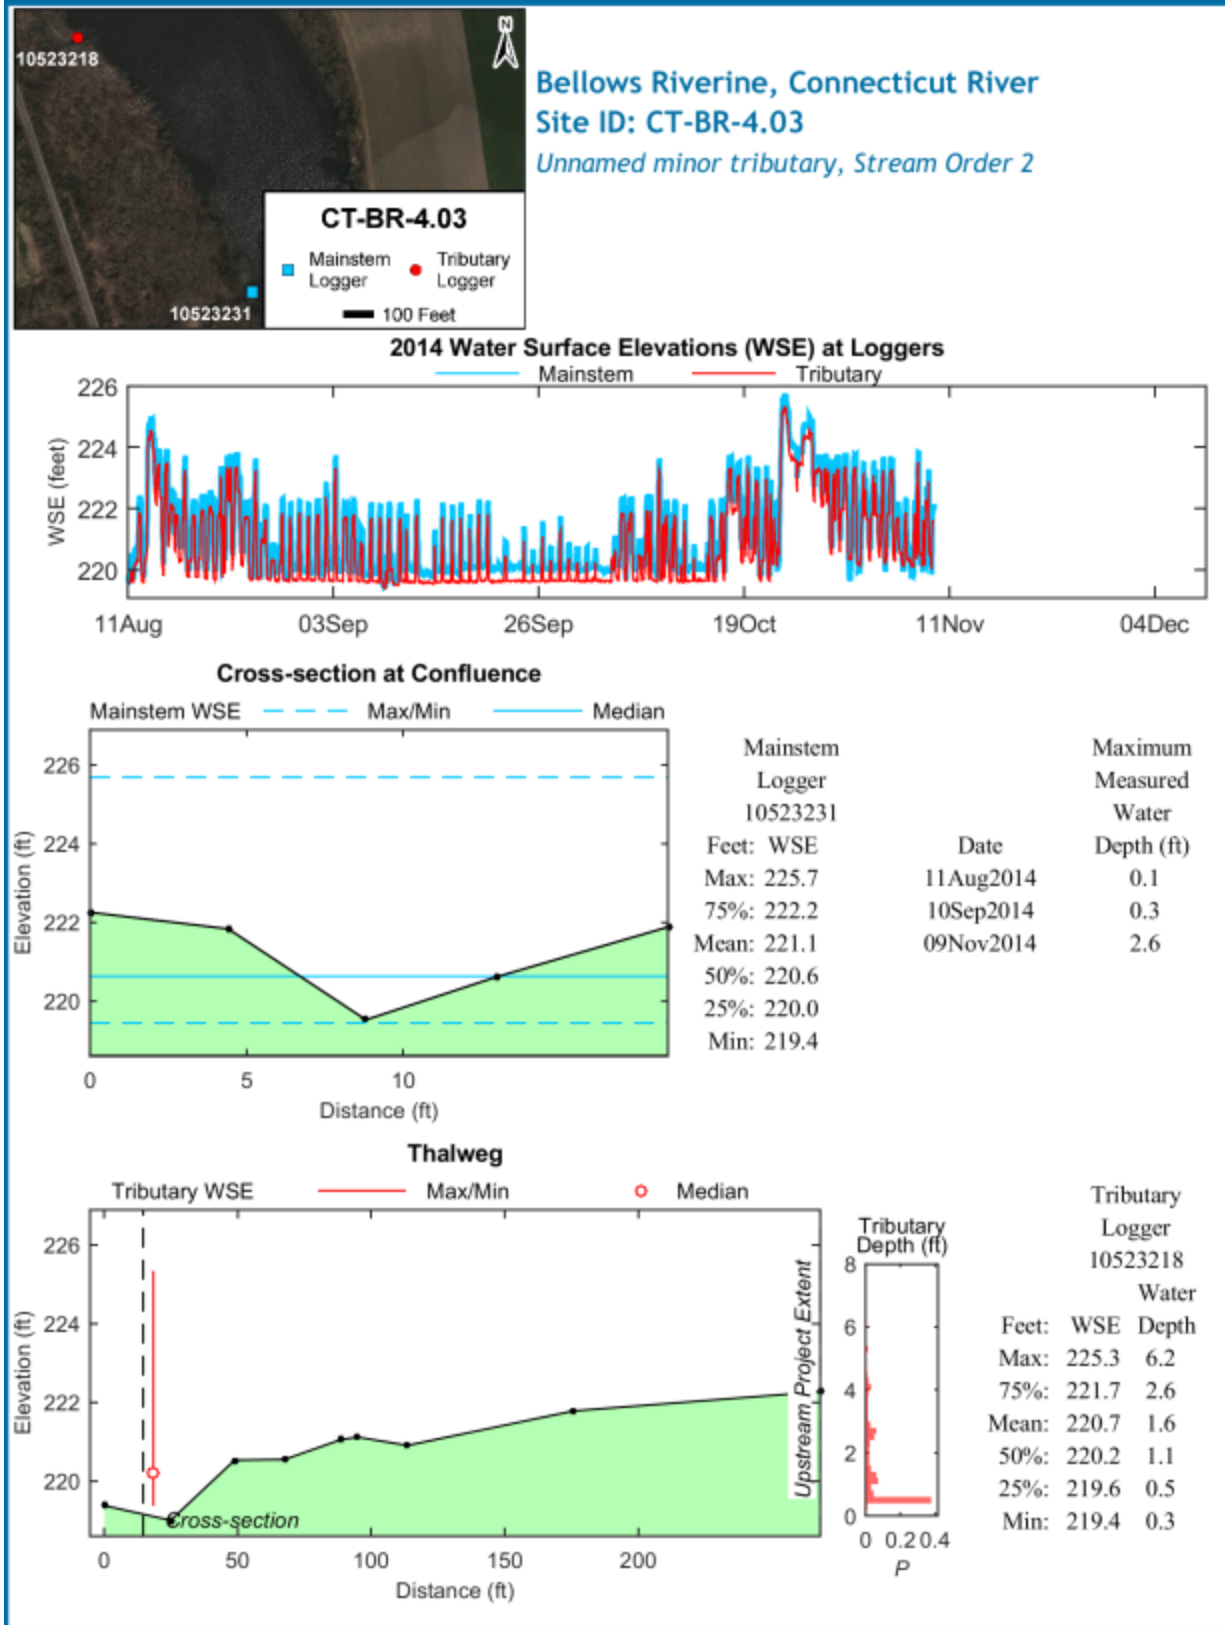 10523218
N
CT-BR-4.03
Mainstem Logger
Tributary Logger
10523231
100 Feet
Bellows Riverine, Connecticut River
Site ID: CT-BR-4.03
Unnamed minor tributary, Stream Order 2
2014 Water Surface Elevations (WSE) at Loggers
Mainstem Tributary
WSE (feet)
226
224
222
220
11Aug 03Sep 26Sep 19Oct 11Nov 04Dec
Cross-section at Confluence
Mainstem WSE Max/Min Median
Elevation (ft)
226
224
222
220
0 5 10
Distance (ft)
Mainstem
Logger
10523231
Feet: WSE
Max: 225.7
75%: 222.2
Mean: 221.1
50%: 220.6
25%: 220.0
Min: 219.4
Maximum
Measured
Water
Date Depth (ft)
11Aug2014 0.1
10Sep2014 0.3
09Nov2014 2.6
Thalweg
Tributary WSE Max/Min Median
Elevation (ft)
226
224
222
220
Cross-section
Upstream Project Extent
0 50 100 150 200
Distance (ft)
Tributary
Depth (ft)
8
6
4
2
0
0 0.2 0.4
P
Tributary
Logger
10523218
Water
Feet: WSE Depth
Max: 225.3 6.2
75%: 221.7 2.6
Mean: 220.7 1.6
50%: 220.2 1.1
25%: 219.6 0.5
Min: 219.4 0.3